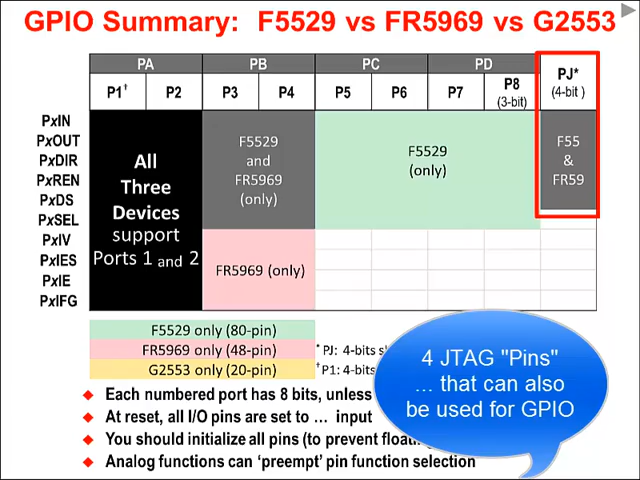 GPIO Summary: F5529 vs FR5969 vs G2553
PA PB PC PD PJ*
(4-bit )
P1† P2 P3 P4 P5 P6 P7 P8
(3-bit)
PxIN
PxOUT
PxDIR
PxREN
PxDS
PxSEL
PxIV
PxIES
PxIE
PxIFG
All
Three
Devices
support
Ports 1 and 2
F5529
and
FR5969
(only)
FR5969 (only)
F5529
(only)
F55
&
FR59
F5529 only (80-pin)
FR5969 only (48-pin)
G2553 only (20-pin)
* PJ: 4-bits
† P1: 4-bits
4 JTAG "Pins"
... that can also
be used for GPIO
Each numbered port has 8 bits, unless
At reset, all I/O pins are set to … input
You should initialize all pins (to prevent
Analog functions can ‘preempt’ pin function selection